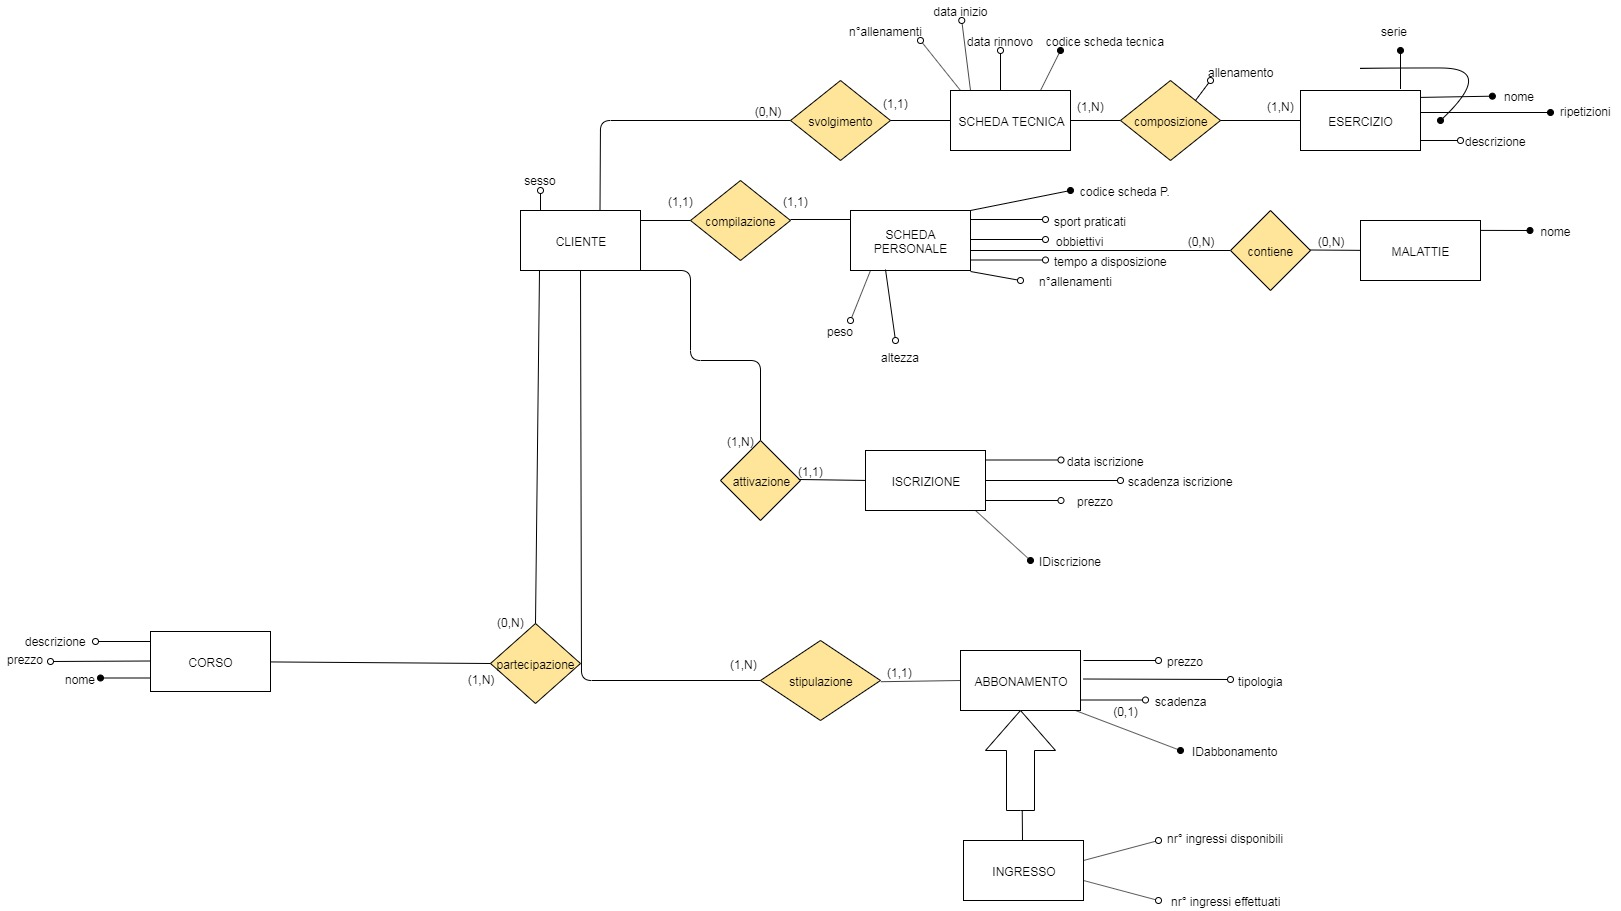 data inizio
n°allenamenti
data rinnovo
codice scheda tecnica
serie
allenamento
nome
ripetizioni
descrizione
(0,N)
svolgimento
(1,1)
SCHEDA TECNICA
(1,N)
composizione
(1,N)
ESERCIZIO
sesso
CLIENTE
(1,1)
compilazione
(1,1)
SCHEDA
PERSONALE
codice scheda P.
sport praticati
obbiettivi
tempo a disposizione
n°allenamenti
peso
altezza
(0,N)
contiene
(0,N)
MALATTIE
nome
(1,N)
attivazione
(1,1)
ISCRIZIONE
data iscrizione
scadenza iscrizione
prezzo
IDiscrizione
descrizione
prezzo
nome
CORSO
(0,N)
partecipazione
(1,N)
(1,N)
stipulazione
(1,1)
ABBONAMENTO
prezzo
tipologia
scadenza
(0,1)
IDabbonamento
INGRESSO
nr° ingressi disponibili
nr° ingressi effettuati